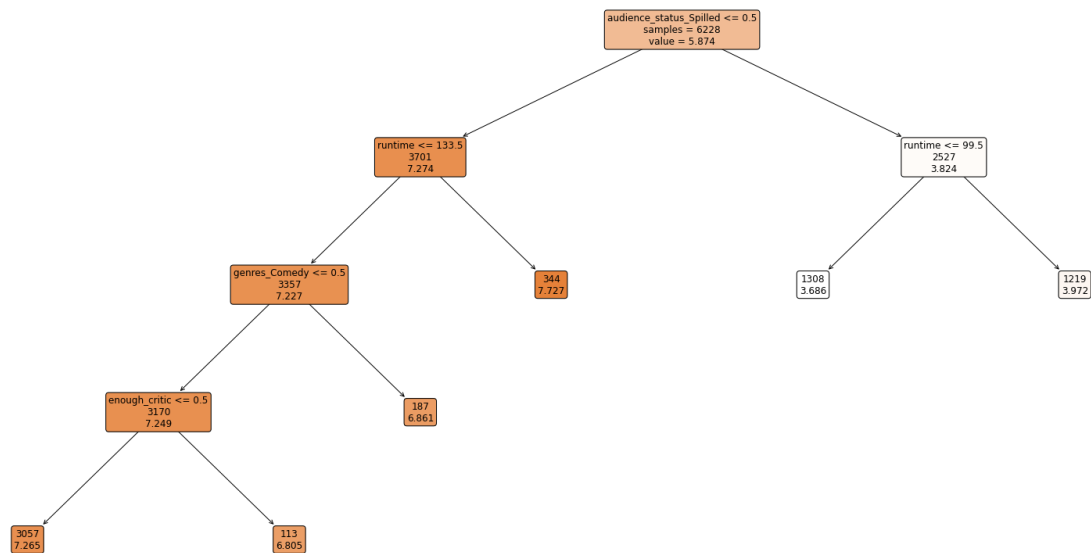 audience_status_Spilled <= 0.5
samples = 6228
value = 5.874
runtime <= 133.5
3701
7.274
runtime <= 99.5
2527
3.824
genres_Comedy <= 0.5
3357
7.227
344
7.727
1308
3.686
1219
3.972
enough_critic <= 0.5
3170
7.249
187
6.861
3057
7.265
113
6.805